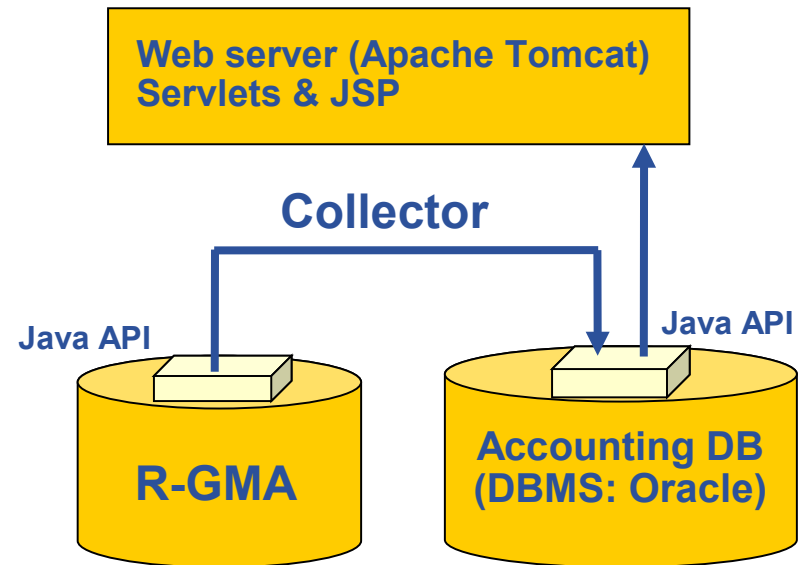 Web server (Apache Tomcat)
Servlets & JSP
Collector
Java API
Java API
R-GMA
Accounting DB
(DBMS: Oracle)